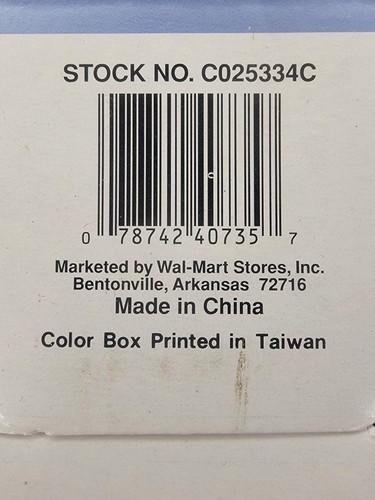 STOCK NO. C025334C
0 78742 40735 7
Marketed by Wal-Mart Stores, Inc.
Bentonville, Arkansas 72716
Made in China
Color Box Printed in Taiwan